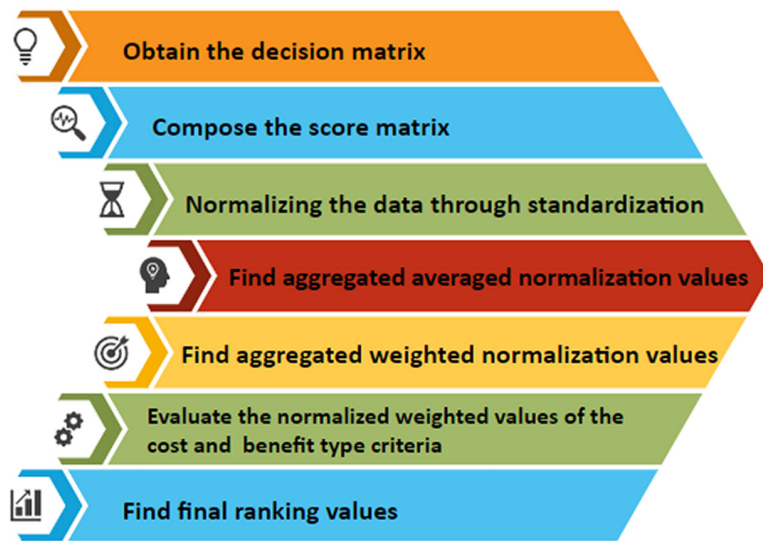 Obtain the decision matrix
Compose the score matrix
Normalizing the data through standardization
Find aggregated averaged normalization values
Find aggregated weighted normalization values
Evaluate the normalized weighted values of the
cost and benefit type criteria
Find final ranking values